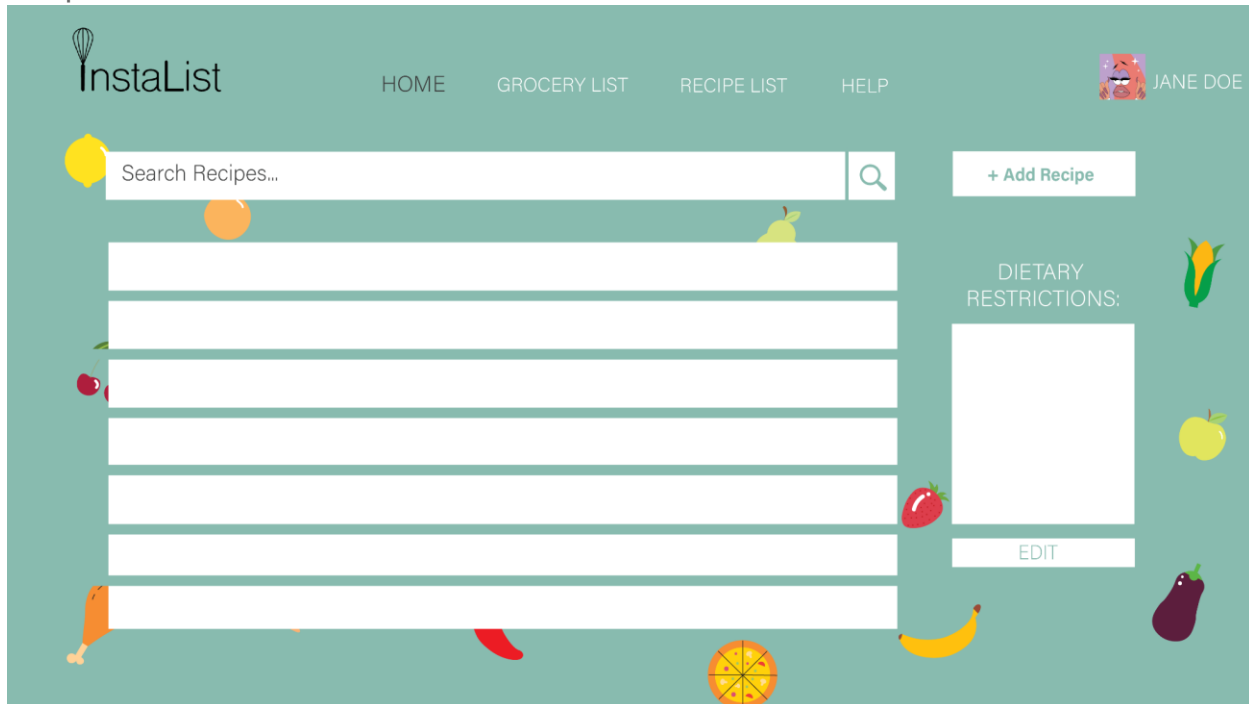 InstaList
HOME
GROCERY LIST
RECIPE LIST
HELP
JANE DOE
Search Recipes...
+ Add Recipe
DIETARY
RESTRICTIONS:
EDIT